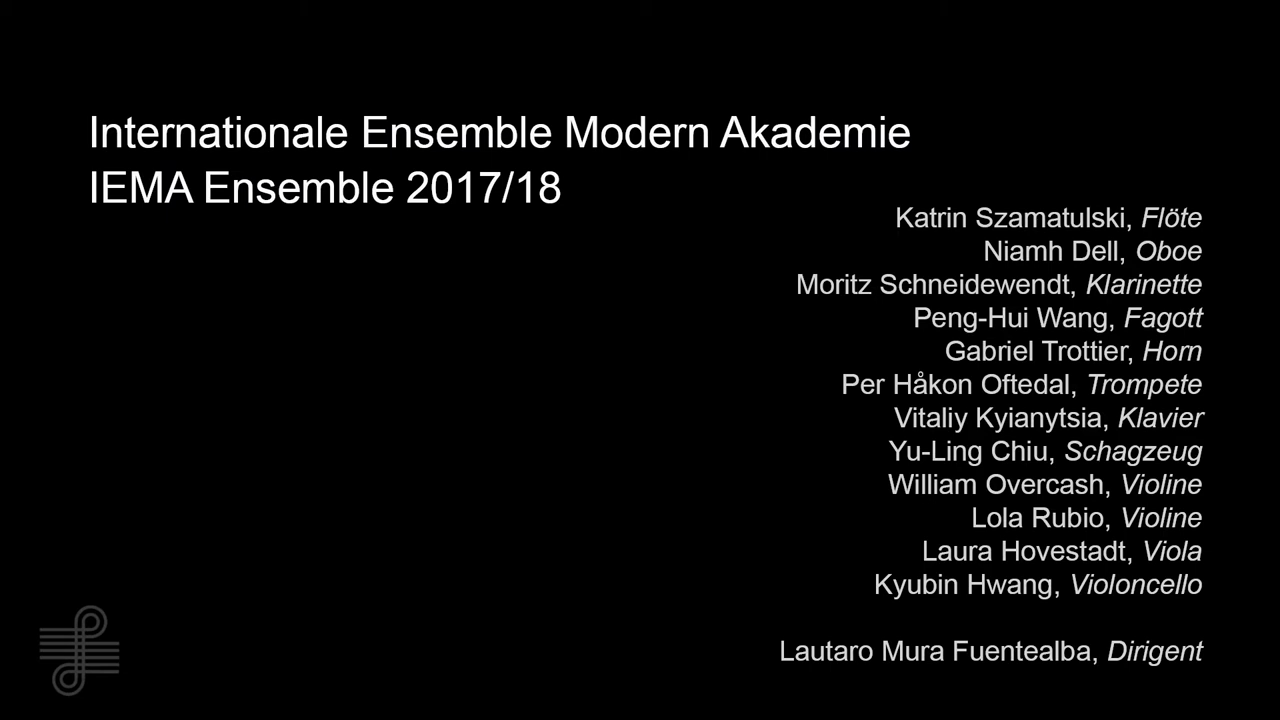 Internationale Ensemble Modern Akademie
IEMA Ensemble 2017/18
Katrin Szamatulski, Flöte
Niamh Dell, Oboe
Moritz Schneidewendt, Klarinette
Peng-Hui Wang, Fagott
Gabriel Trottier, Horn
Per Håkon Oftedal, Trompete
Vitaliy Kyianytsia, Klavier
Yu-Ling Chiu, Schagzeug
William Overcash, Violine
Lola Rubio, Violine
Laura Hovestadt, Viola
Kyubin Hwang, Violoncello
Lautaro Mura Fuentealba, Dirigent